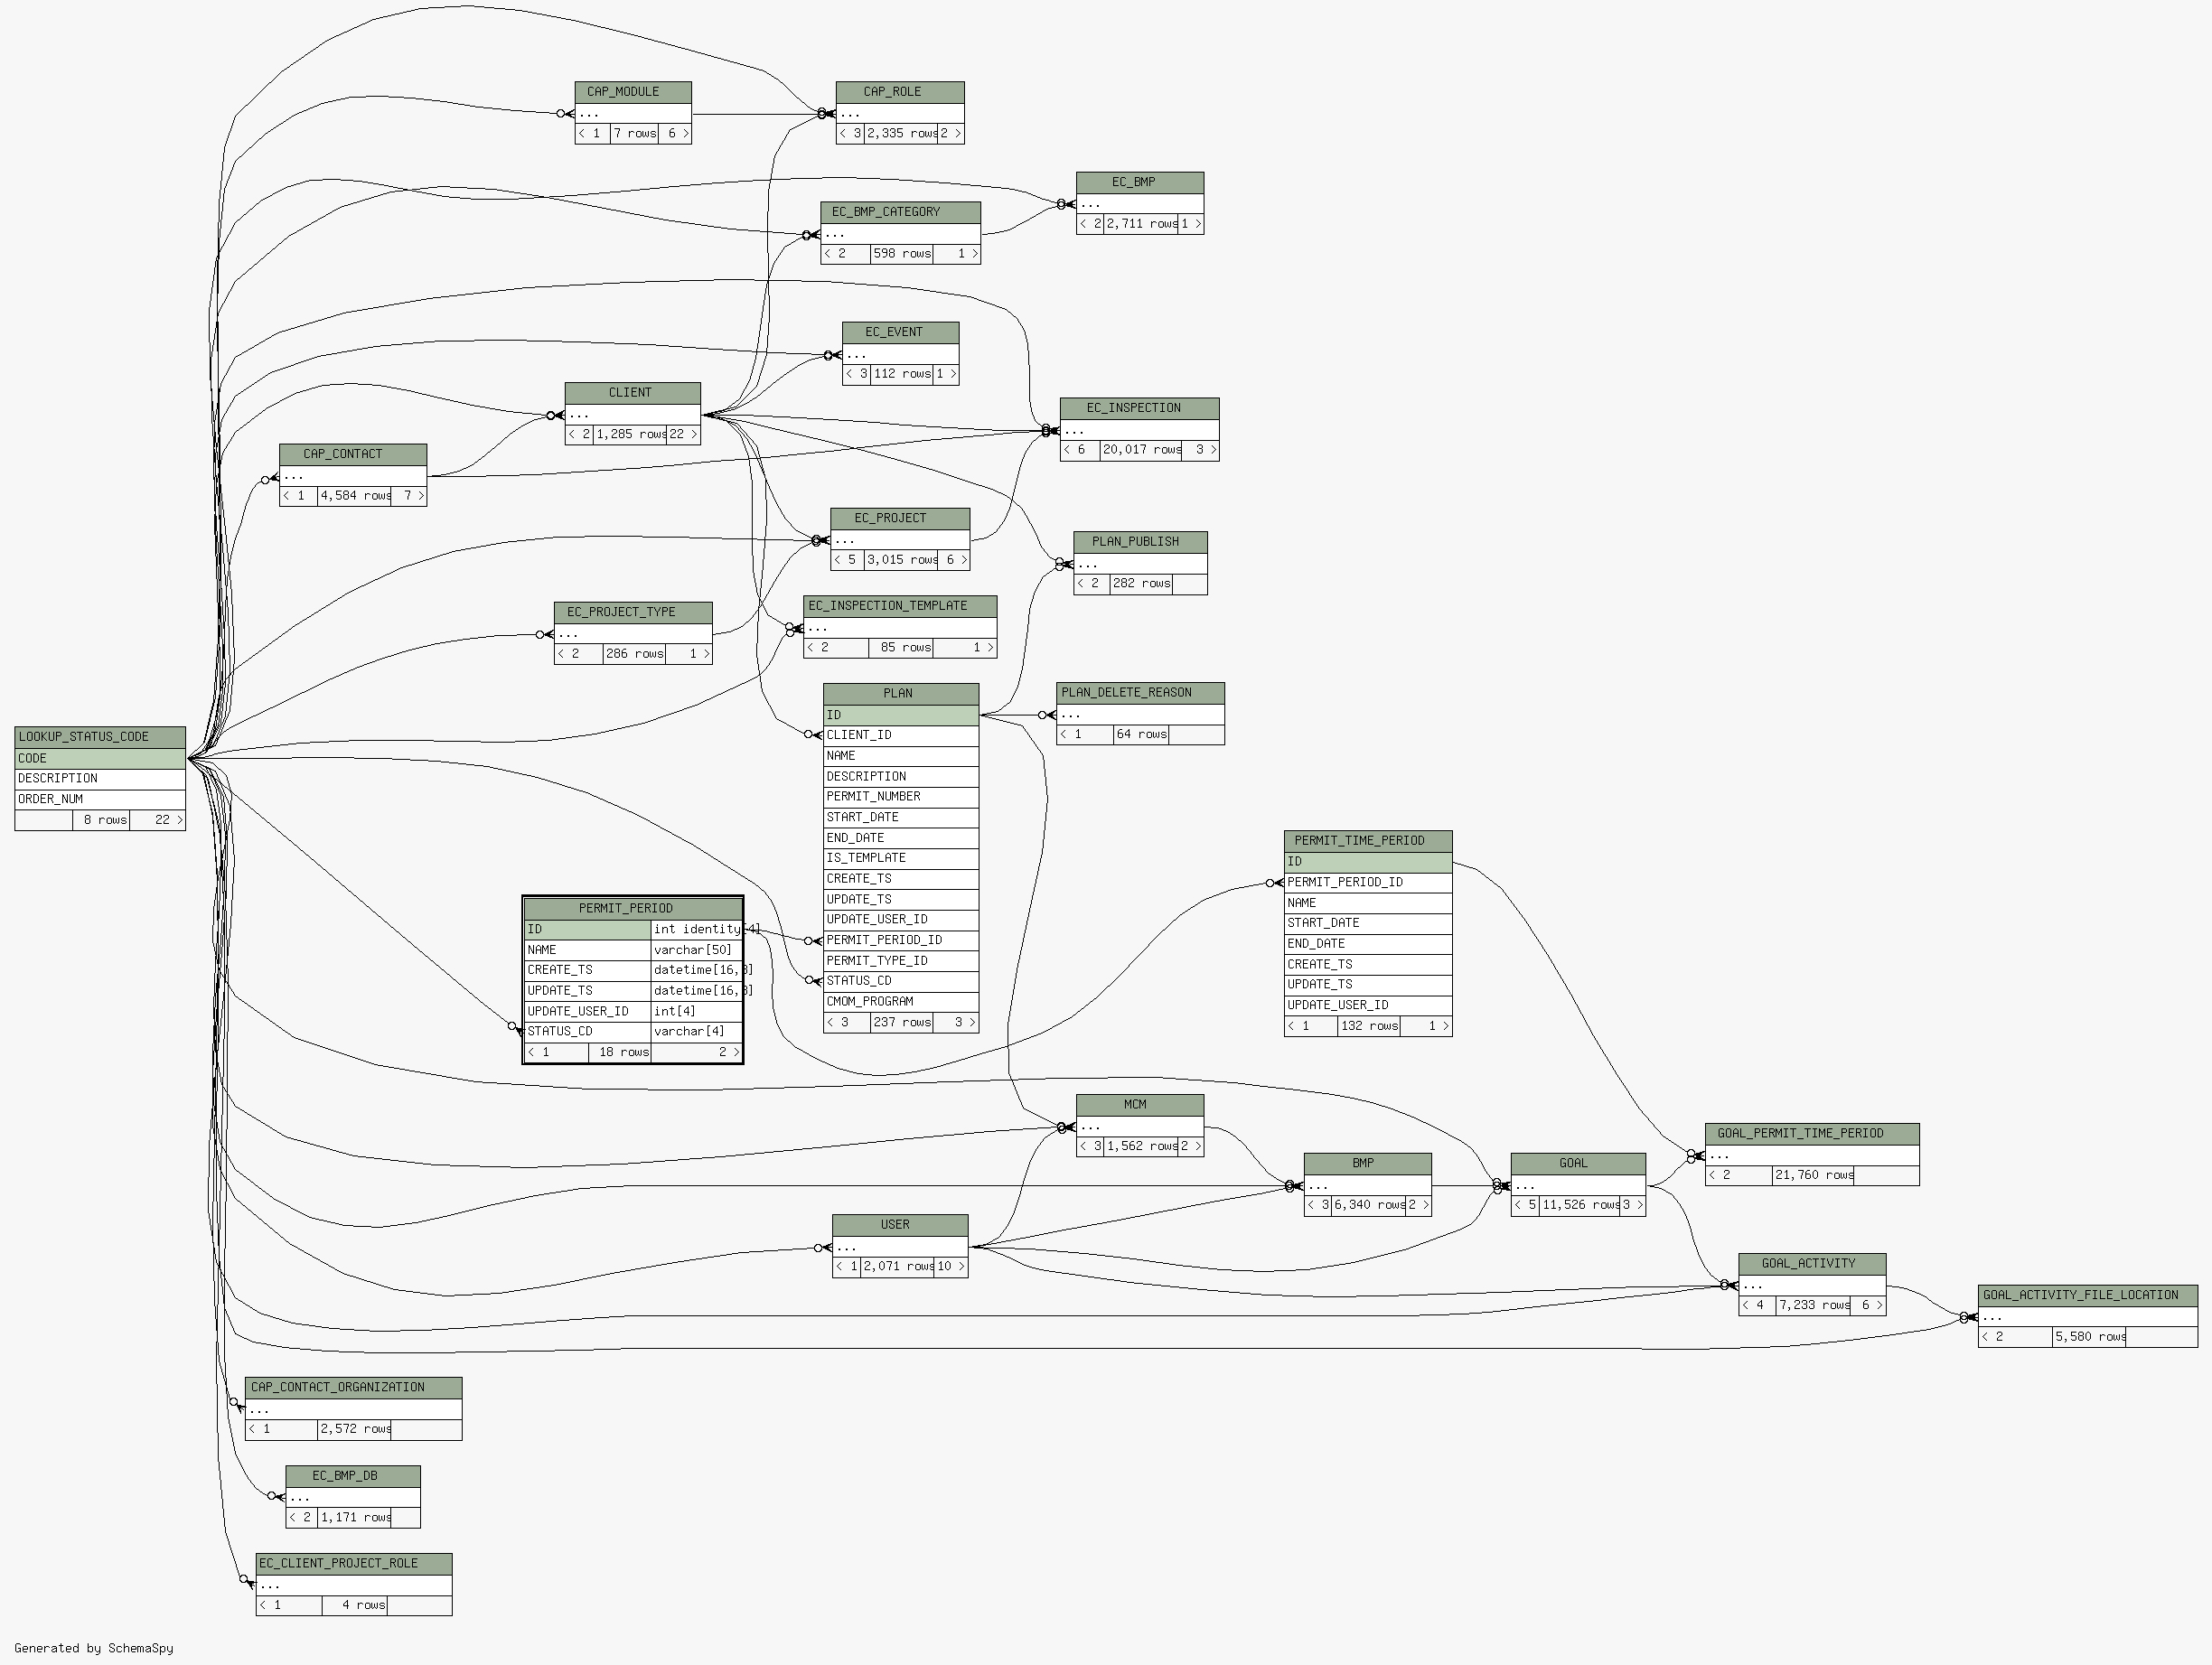 CAP_MODULE
...
< 1 7 rows 6 >
CAP_ROLE
...
< 3 2,335 rows 2 >
EC_BMP
...
< 2 2,711 rows 1 >
EC_BMP_CATEGORY
...
< 2 598 rows 1 >
EC_EVENT
...
< 3 112 rows 1 >
CLIENT
...
< 2 1,285 rows 22 >
EC_INSPECTION
...
< 6 20,017 rows 3 >
CAP_CONTACT
...
< 1 4,584 rows 7 >
EC_PROJECT
...
< 5 3,015 rows 6 >
PLAN_PUBLISH
...
< 2 282 rows
EC_PROJECT_TYPE
...
< 2 286 rows 1 >
EC_INSPECTION_TEMPLATE
...
< 2 85 rows 1 >
PLAN
ID
CLIENT_ID
NAME
DESCRIPTION
PERMIT_NUMBER
START_DATE
END_DATE
IS_TEMPLATE
CREATE_TS
UPDATE_TS
UPDATE_USER_ID
PERMIT_PERIOD_ID
PERMIT_TYPE_ID
STATUS_CD
CMOM_PROGRAM
< 3 237 rows 3 >
PLAN_DELETE_REASON
...
< 1 64 rows
LOOKUP_STATUS_CODE
CODE
DESCRIPTION
ORDER_NUM
8 rows 22 >
PERMIT_TIME_PERIOD
ID
PERMIT_PERIOD_ID
NAME
START_DATE
END_DATE
CREATE_TS
UPDATE_TS
UPDATE_USER_ID
< 1 132 rows 1 >
PERMIT_PERIOD
ID int identity[4]
NAME varchar[50]
CREATE_TS datetime[16,3]
UPDATE_TS datetime[16,3]
UPDATE_USER_ID int[4]
STATUS_CD varchar[4]
< 1 18 rows 2 >
MCM
...
< 3 1,562 rows 2 >
GOAL_PERMIT_TIME_PERIOD
...
< 2 21,760 rows
BMP
...
< 3 6,340 rows 2 >
GOAL
...
< 5 11,526 rows 3 >
USER
...
< 1 2,071 rows 10 >
GOAL_ACTIVITY
...
< 4 7,233 rows 6 >
GOAL_ACTIVITY_FILE_LOCATION
...
< 2 5,580 rows
CAP_CONTACT_ORGANIZATION
...
< 1 2,572 rows
EC_BMP_DB
...
< 2 1,171 rows
EC_CLIENT_PROJECT_ROLE
...
< 1 4 rows
Generated by SchemaSpy